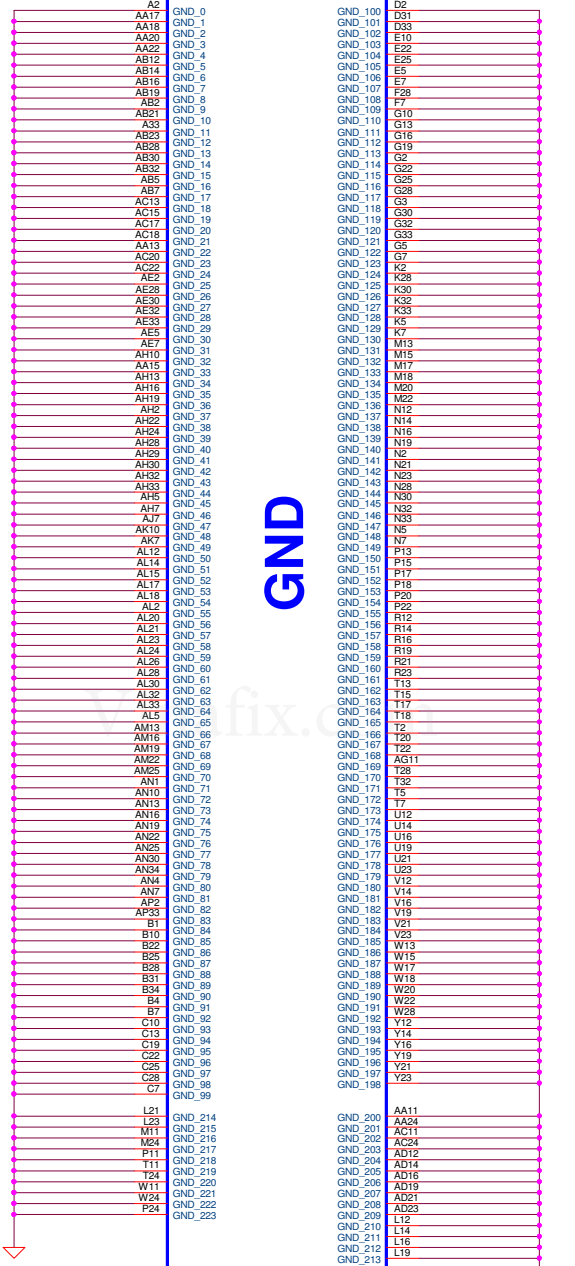 A2 GND_0
AA17 GND_1
AA18 GND_2
AA20 GND_3
AA22 GND_4
AB12 GND_5
AB14 GND_6
AB16 GND_7
AB19 GND_8
AB2 GND_9
AB21 GND_10
A33 GND_11
AB23 GND_12
AB28 GND_13
AB30 GND_14
AB32 GND_15
AB5 GND_16
AB7 GND_17
AC13 GND_18
AC15 GND_19
AC17 GND_20
AC18 GND_21
AA13 GND_22
AC20 GND_23
AC22 GND_24
AE2 GND_25
AE28 GND_26
AE30 GND_27
AE32 GND_28
AE33 GND_29
AE5 GND_30
AE7 GND_31
AH10 GND_32
AA15 GND_33
AH13 GND_34
AH16 GND_35
AH19 GND_36
AH2 GND_37
AH22 GND_38
AH24 GND_39
AH28 GND_40
AH29 GND_41
AH30 GND_42
AH32 GND_43
AH33 GND_44
AH5 GND_45
AH7 GND_46
AJ7 GND_47
AK10 GND_48
AK7 GND_49
AL12 GND_50
AL14 GND_51
AL15 GND_52
AL17 GND_53
AL18 GND_54
AL2 GND_55
AL20 GND_56
AL21 GND_57
AL23 GND_58
AL24 GND_59
AL26 GND_60
AL28 GND_61
AL30 GND_62
AL32 GND_63
AL33 GND_64
AL5 GND_65
AM13 GND_66
AM16 GND_67
AM19 GND_68
AM22 GND_69
AM25 GND_70
AN1 GND_71
AN10 GND_72
AN13 GND_73
AN16 GND_74
AN19 GND_75
AN22 GND_76
AN25 GND_77
AN30 GND_78
AN34 GND_79
AN4 GND_80
AN7 GND_81
AP2 GND_82
AP33 GND_83
B1 GND_84
B10 GND_85
B22 GND_86
B25 GND_87
B28 GND_88
B31 GND_89
B34 GND_90
B4 GND_91
B7 GND_92
C10 GND_93
C13 GND_94
C19 GND_95
C22 GND_96
C25 GND_97
C28 GND_98
C7 GND_99
L21 GND_214
L23 GND_215
M11 GND_216
M24 GND_217
P11 GND_218
T11 GND_219
T24 GND_220
W11 GND_221
W24 GND_222
P24 GND_223
GND
GND_100 D2
GND_101 D31
GND_102 D33
GND_103 E10
GND_104 E22
GND_105 E25
GND_106 E5
GND_107 E7
GND_108 F28
GND_109 F7
GND_110 G10
GND_111 G13
GND_112 G16
GND_113 G19
GND_114 G2
GND_115 G22
GND_116 G25
GND_117 G28
GND_118 G3
GND_119 G30
GND_120 G32
GND_121 G33
GND_122 G5
GND_123 G7
GND_124 K2
GND_125 K28
GND_126 K30
GND_127 K32
GND_128 K33
GND_129 K5
GND_130 K7
GND_131 M13
GND_132 M15
GND_133 M17
GND_134 M18
GND_135 M20
GND_136 M22
GND_137 N12
GND_138 N14
GND_139 N16
GND_140 N19
GND_141 N2
GND_142 N21
GND_143 N23
GND_144 N28
GND_145 N30
GND_146 N32
GND_147 N33
GND_148 N5
GND_149 N7
GND_150 P13
GND_151 P15
GND_152 P17
GND_153 P18
GND_154 P20
GND_155 P22
GND_156 R12
GND_157 R14
GND_158 R16
GND_159 R19
GND_160 R21
GND_161 R23
GND_162 T13
GND_163 T15
GND_164 T17
GND_165 T18
GND_166 T2
GND_167 T20
GND_168 T22
GND_169 AG11
GND_170 T28
GND_171 T32
GND_172 T5
GND_173 T7
GND_174 U12
GND_175 U14
GND_176 U16
GND_177 U19
GND_178 U21
GND_179 U23
GND_180 V12
GND_181 V14
GND_182 V16
GND_183 V19
GND_184 V21
GND_185 V23
GND_186 W13
GND_187 W15
GND_188 W17
GND_189 W18
GND_190 W20
GND_191 W22
GND_192 W28
GND_193 Y12
GND_194 Y14
GND_195 Y16
GND_196 Y19
GND_197 Y21
GND_198 Y23
GND_200 AA11
GND_201 AA24
GND_202 AC11
GND_203 AC24
GND_204 AD12
GND_205 AD14
GND_206 AD16
GND_207 AD19
GND_208 AD21
GND_209 AD23
GND_210 L12
GND_211 L14
GND_212 L16
GND_213 L19